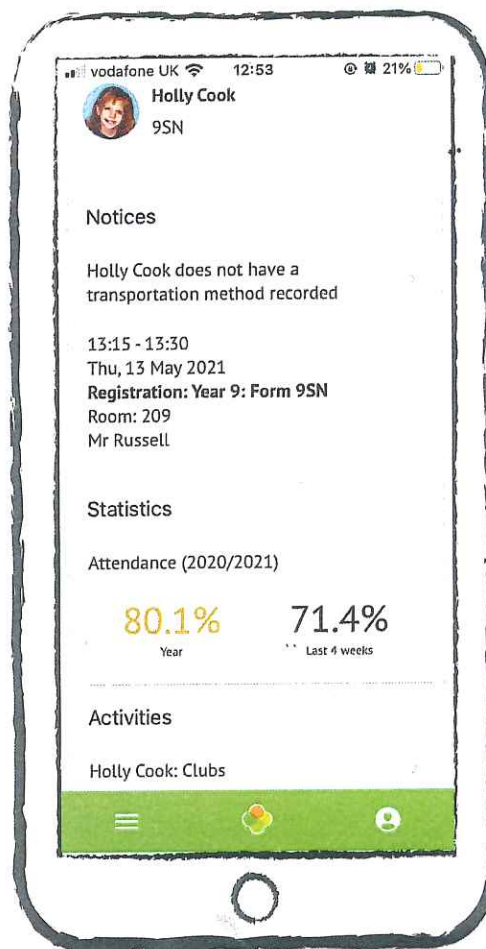 vodafone UK 12:53 21%
Holly Cook
9SN
Notices
Holly Cook does not have a
transportation method recorded
13:15 - 13:30
Thu, 13 May 2021
Registration: Year 9: Form 9SN
Room: 209
Mr Russell
Statistics
Attendance (2020/2021)
80.1% 71.4%
Year Last 4 weeks
Activities
Holly Cook: Clubs